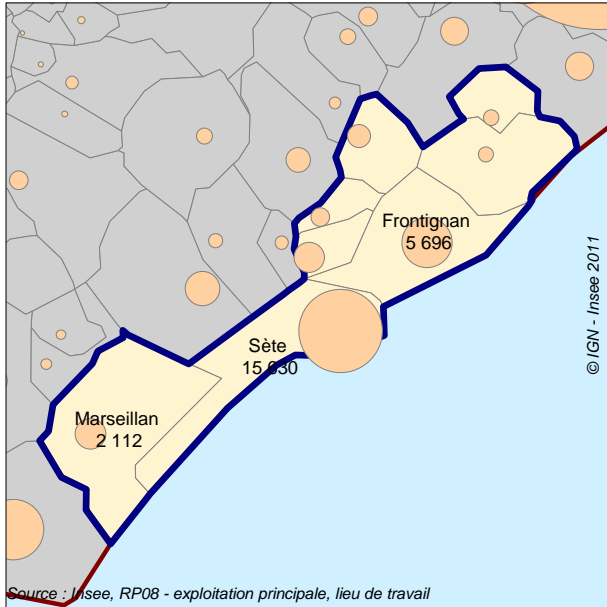 Frontignan
5 696
© IGN - Insee 2011
Sète
15 630
Marseillan
2 112
Source : Insee, RP08 - exploitation principale, lieu de travail